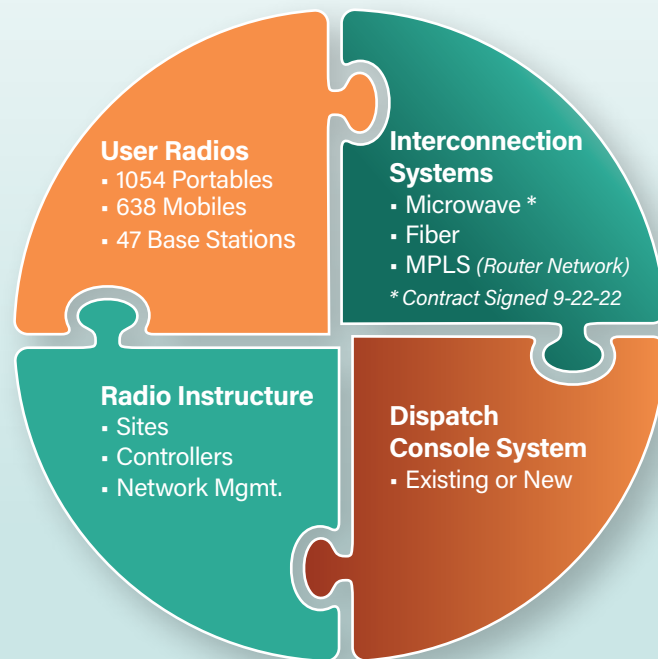 User Radios
▪ 1054 Portables
▪ 638 Mobiles
▪ 47 Base Stations
Interconnection
Systems
▪ Microwave *
▪ Fiber
▪ MPLS (Router Network)
* Contract Signed 9-22-22
Radio Instructure
▪ Sites
▪ Controllers
▪ Network Mgmt.
Dispatch
Console System
▪ Existing or New